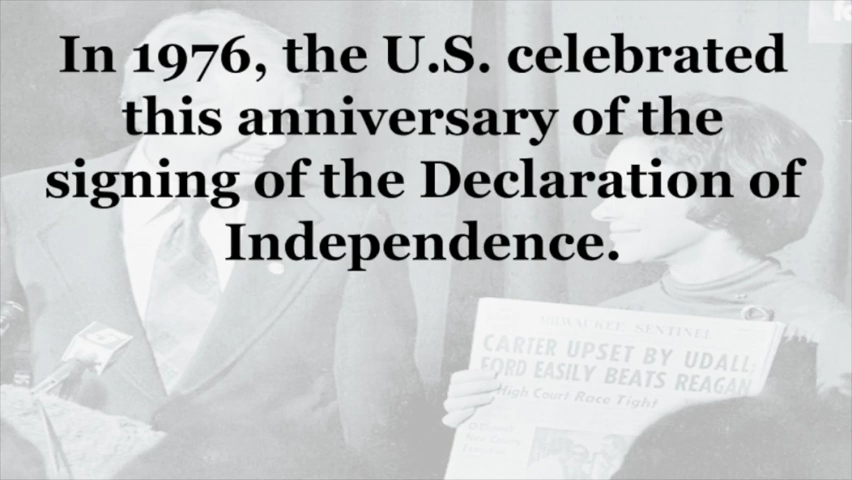 In 1976, the U.S. celebrated
this anniversary of the
signing of the Declaration of
Independence.
MILWAUKEE SENTINEL
CARTER UPSET BY UDALL;
FORD EASILY BEATS REAGAN
High Court Race Tight